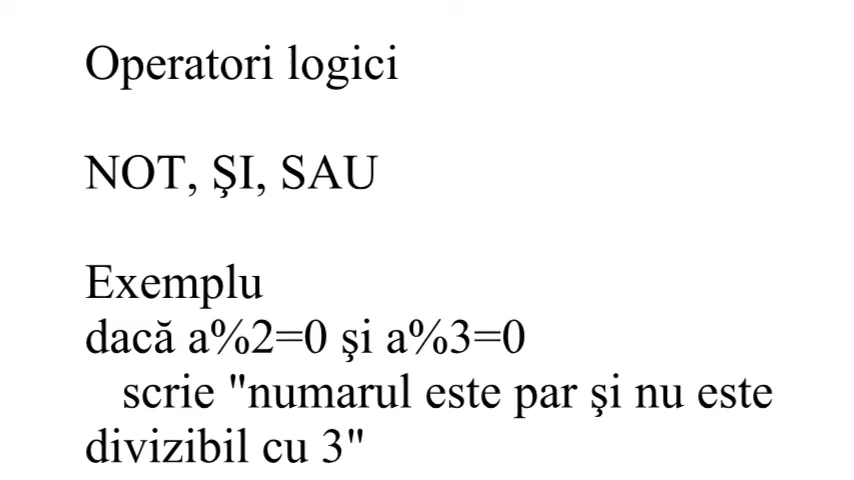 Operatori logici
NOT, ŞI, SAU
Exemplu
dacă a%2=0 şi a%3=0
scrie "numarul este par şi nu este
divizibil cu 3"